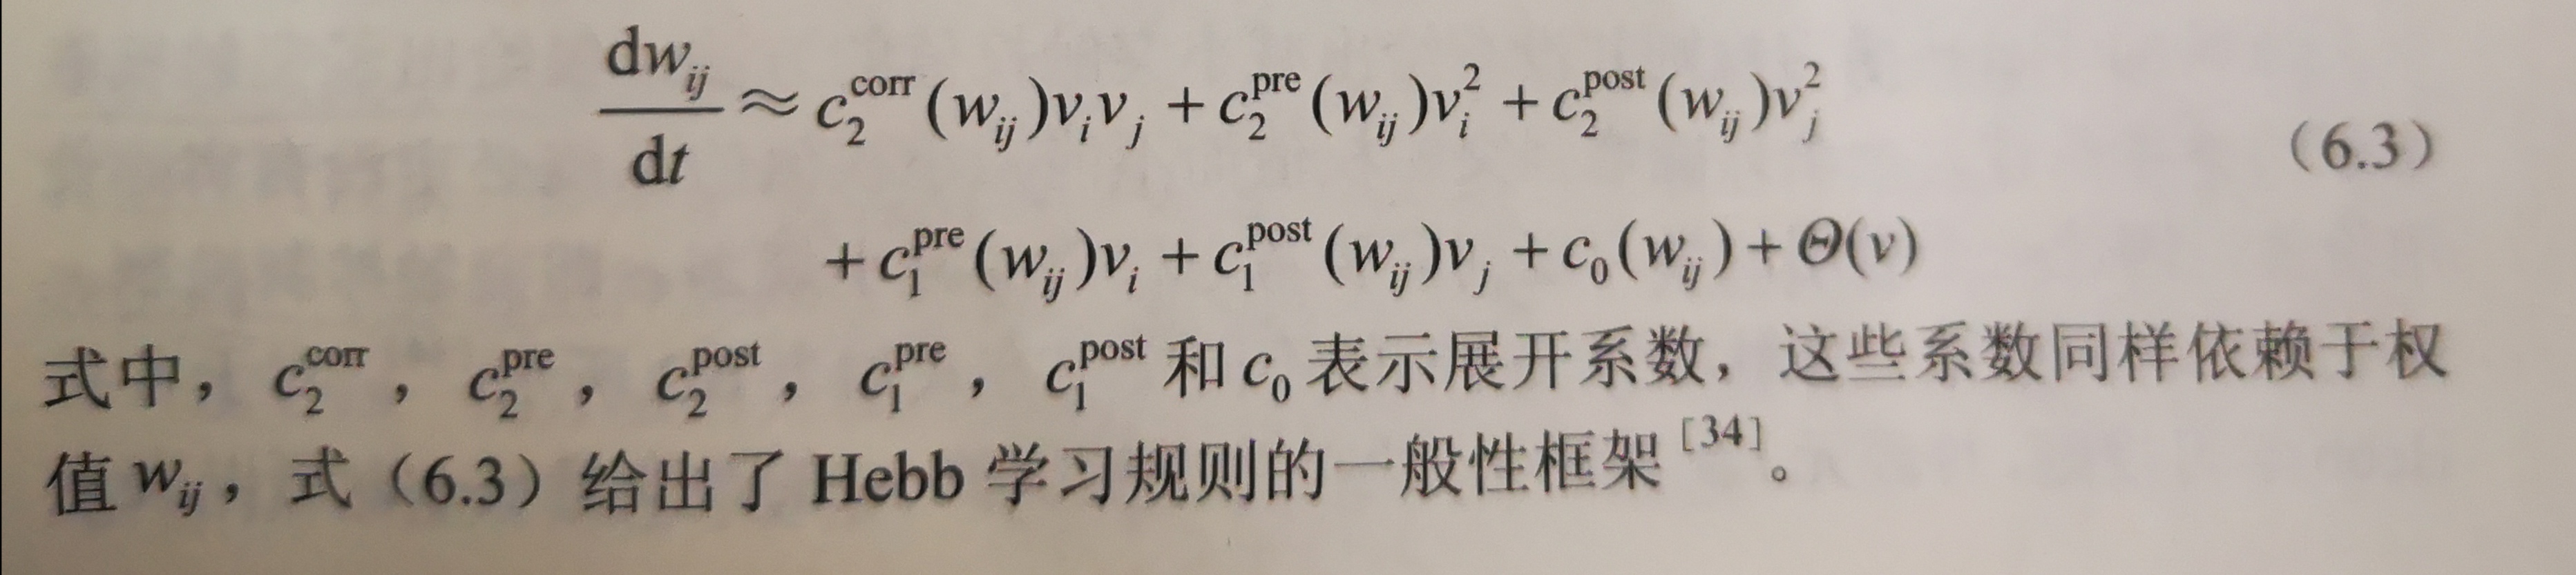 $\frac{\mathrm{d}w_{ij}}{\mathrm{d}t} \approx c_2^{\mathrm{corr}}(w_{ij})v_i v_j + c_2^{\mathrm{pre}}(w_{ij})v_i^2 + c_2^{\mathrm{post}}(w_{ij})v_j^2$ （6.3）
$+ c_1^{\mathrm{pre}}(w_{ij})v_i + c_1^{\mathrm{post}}(w_{ij})v_j + c_0(w_{ij}) + \Theta(v)$
式中，$c_2^{\mathrm{corr}}$，$c_2^{\mathrm{pre}}$，$c_2^{\mathrm{post}}$，$c_1^{\mathrm{pre}}$，$c_1^{\mathrm{post}}$ 和 $c_0$ 表示展开系数，这些系数同样依赖于权
值 $w_{ij}$，式（6.3）给出了 Hebb 学习规则的一般性框架$^{[34]}$。